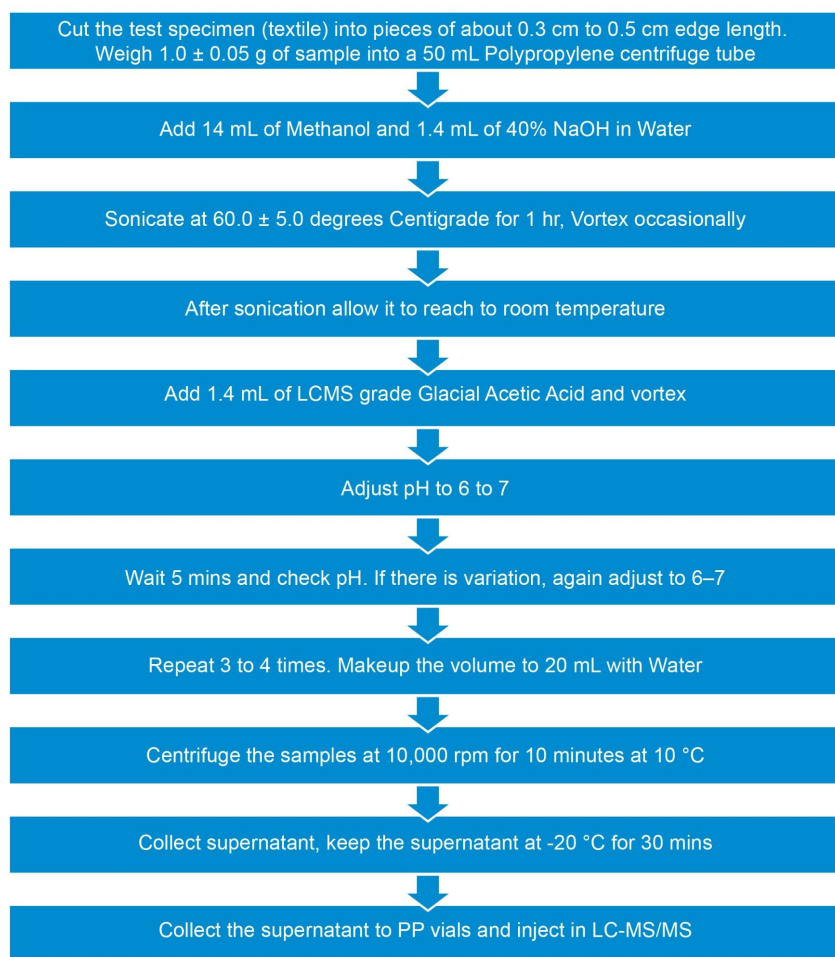 Cut the test specimen (textile) into pieces of about 0.3 cm to 0.5 cm edge length.
Weigh 1.0 ± 0.05 g of sample into a 50 mL Polypropylene centrifuge tube
Add 14 mL of Methanol and 1.4 mL of 40% NaOH in Water
Sonicate at 60.0 ± 5.0 degrees Centigrade for 1 hr, Vortex occasionally
After sonication allow it to reach to room temperature
Add 1.4 mL of LCMS grade Glacial Acetic Acid and vortex
Adjust pH to 6 to 7
Wait 5 mins and check pH. If there is variation, again adjust to 6–7
Repeat 3 to 4 times. Makeup the volume to 20 mL with Water
Centrifuge the samples at 10,000 rpm for 10 minutes at 10 °C
Collect supernatant, keep the supernatant at -20 °C for 30 mins
Collect the supernatant to PP vials and inject in LC-MS/MS